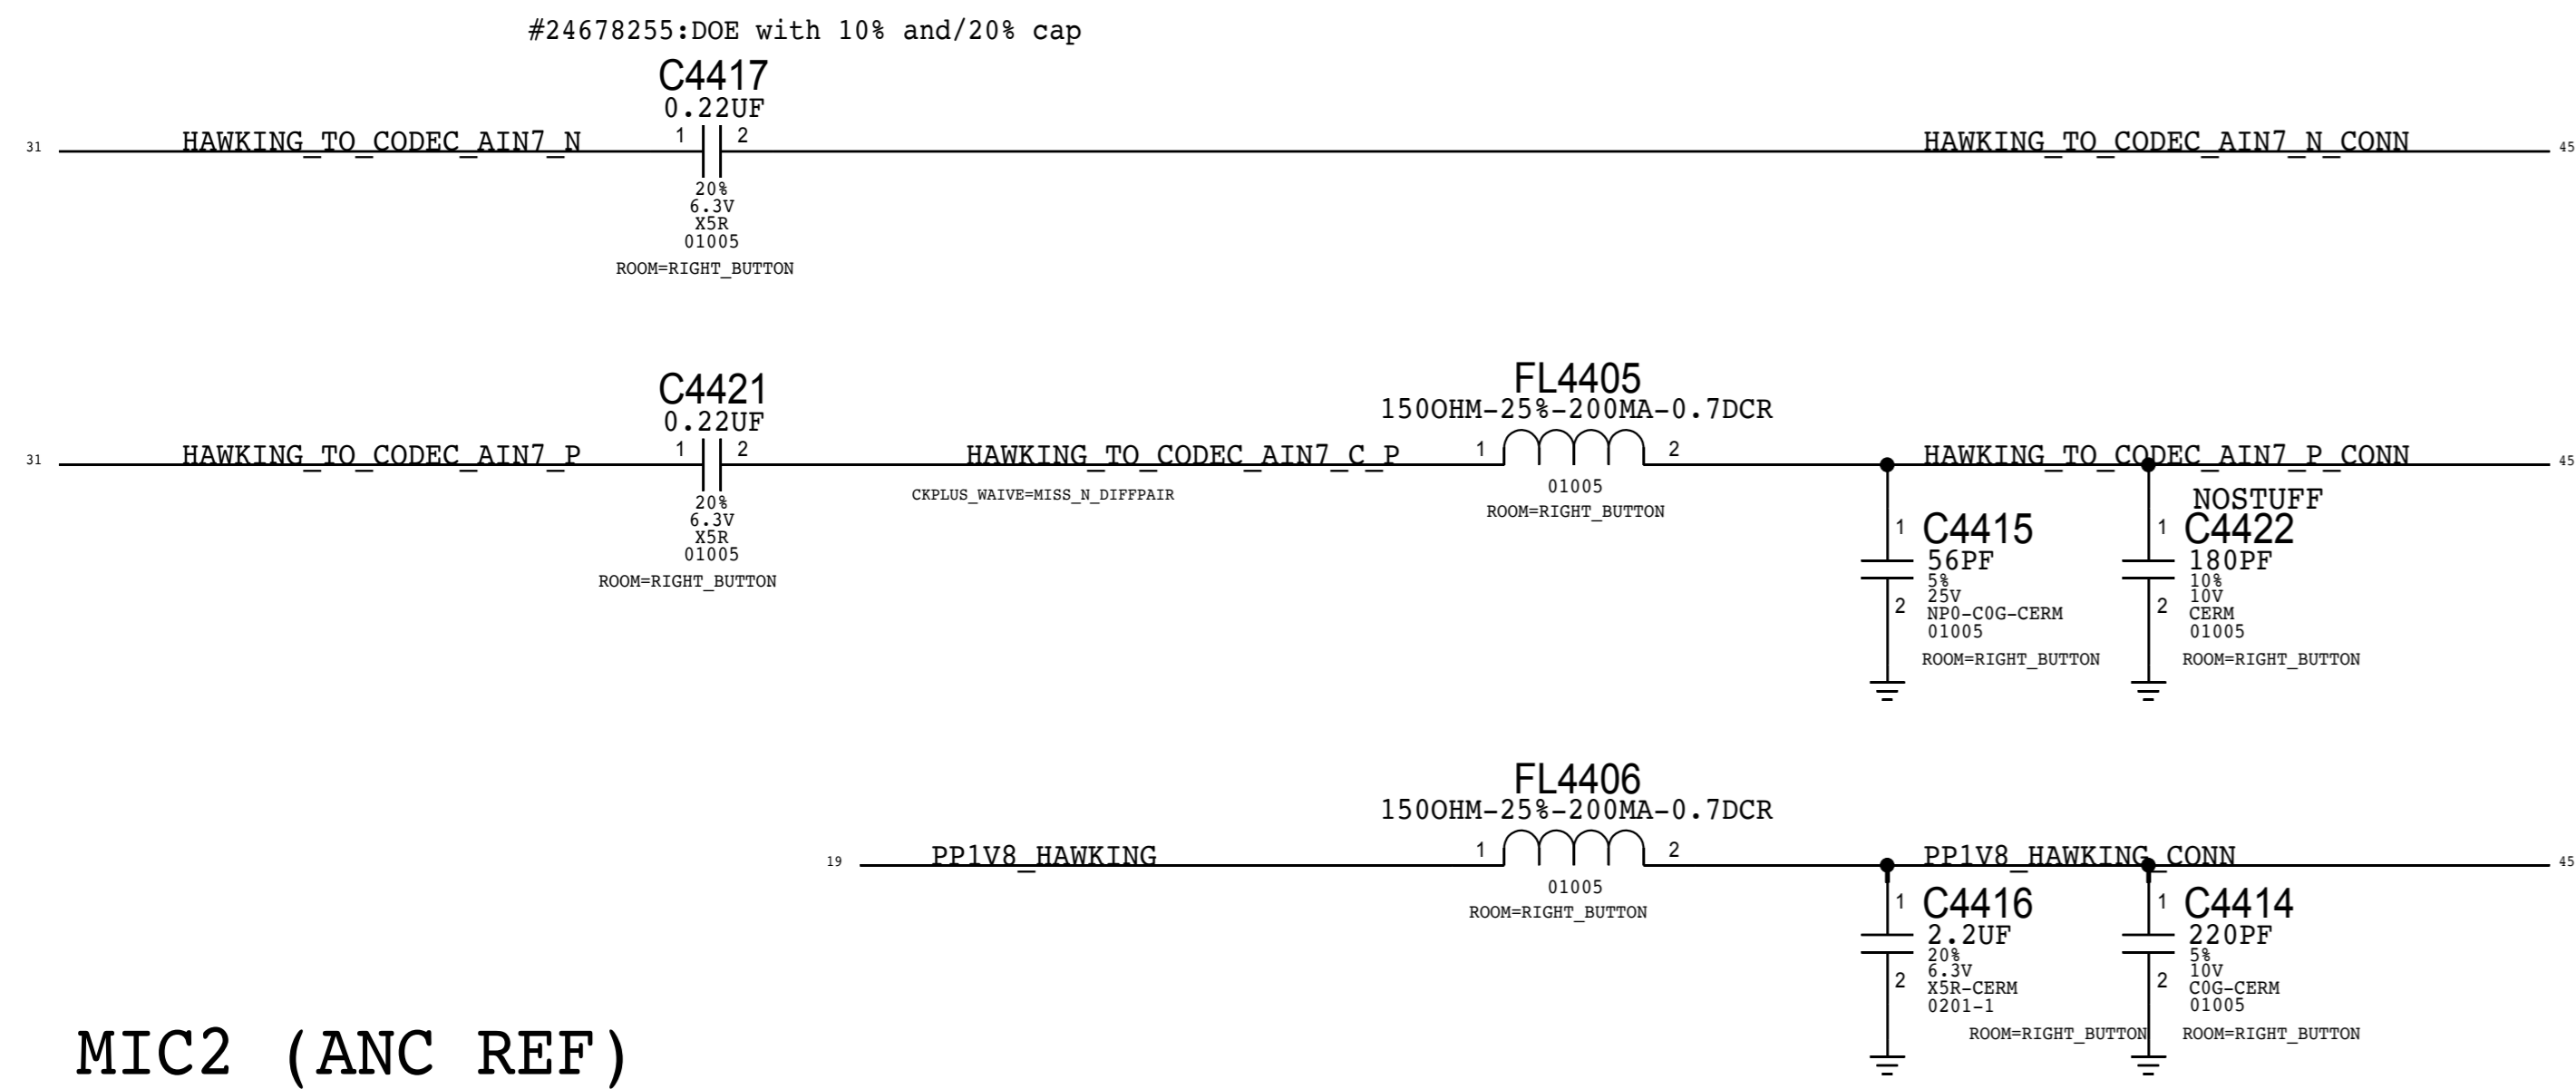 #24678255:DOE with 10% and/20% cap
C4417
0.22UF
31 HAWKING_TO_CODEC_AIN7_N 1 2 HAWKING_TO_CODEC_AIN7_N_CONN 45
20%
6.3V
X5R
01005
ROOM=RIGHT_BUTTON
C4421
0.22UF
FL4405
150OHM-25%-200MA-0.7DCR
31 HAWKING_TO_CODEC_AIN7_P 1 2 HAWKING_TO_CODEC_AIN7_C_P 1 2 HAWKING_TO_CODEC_AIN7_P_CONN 45
20%
6.3V
X5R
01005
ROOM=RIGHT_BUTTON
CKPLUS_WAIVE=MISS_N_DIFFPAIR
01005
ROOM=RIGHT_BUTTON
1 C4415
56PF
5%
25V
2 NP0-C0G-CERM
01005
ROOM=RIGHT_BUTTON
NOSTUFF
1 C4422
180PF
10%
10V
2 CERM
01005
ROOM=RIGHT_BUTTON
FL4406
150OHM-25%-200MA-0.7DCR
19 PP1V8_HAWKING 1 2 PP1V8_HAWKING_CONN 45
01005
ROOM=RIGHT_BUTTON
1 C4416
2.2UF
20%
6.3V
2 X5R-CERM
0201-1
ROOM=RIGHT_BUTTON
1 C4414
220PF
5%
10V
2 C0G-CERM
01005
ROOM=RIGHT_BUTTON
MIC2 (ANC REF)